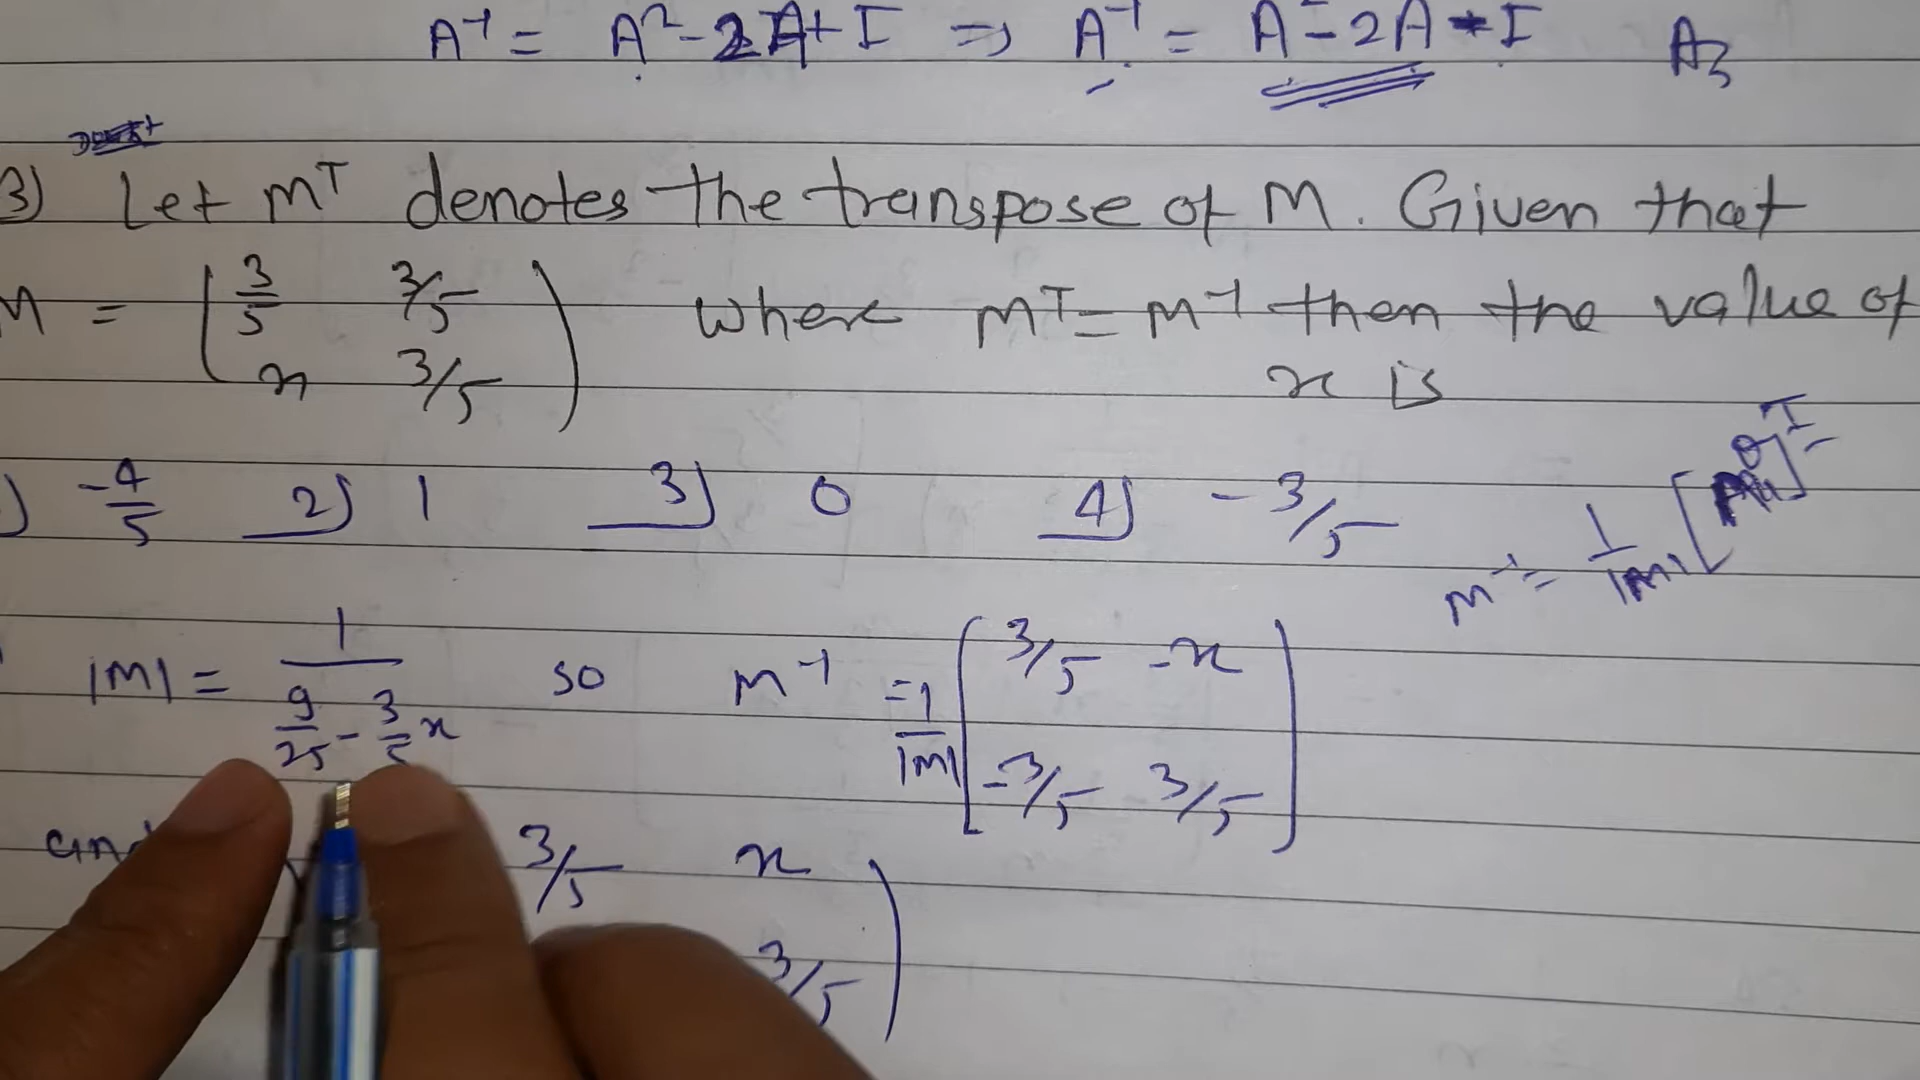 A⁻¹ = A² - 2A + I ⇒ A⁻¹ = A - 2A + I
3) Let Mᵀ denotes the transpose of M. Given that
M = ( 3/5 3/5 where Mᵀ = M⁻¹ then the value of
x 3/5 ) x is
) -4/5 2) 1 3) 0 4) -3/5
M⁻¹ = 1/|M| [ ]ᵀ
|M| = 1/(9/25 - 3/5 x) so M⁻¹ = 1/|M| [ 3/5 -x
-3/5 3/5 ]
and 3/5 x
3/5 )